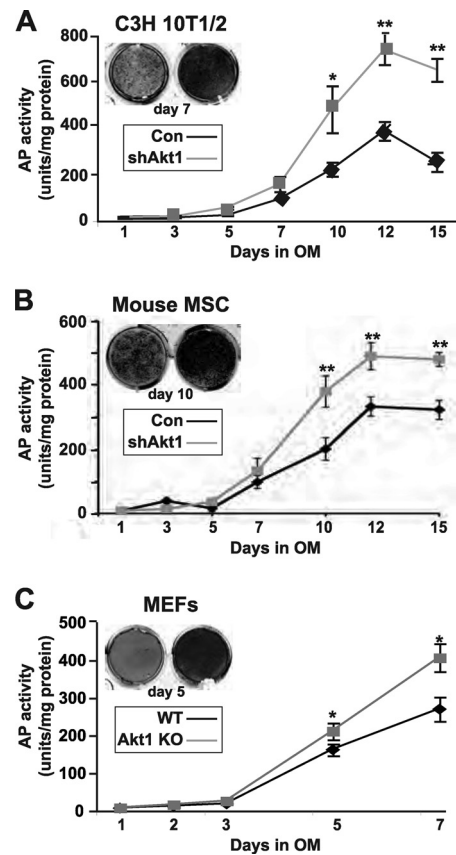 A
C3H 10T1/2
800
600
400
200
0
AP activity
(units/mg protein)
day 7
Con
shAkt1
*
**
**
1 3 5 7 10 12 15
Days in OM
B
Mouse MSC
600
400
200
0
AP activity
(units/mg protein)
day 10
Con
shAkt1
**
**
**
1 3 5 7 10 12 15
Days in OM
C
MEFs
500
400
300
200
100
0
AP activity
(units/mg protein)
day 5
WT
Akt1 KO
*
*
1 2 3 5 7
Days in OM